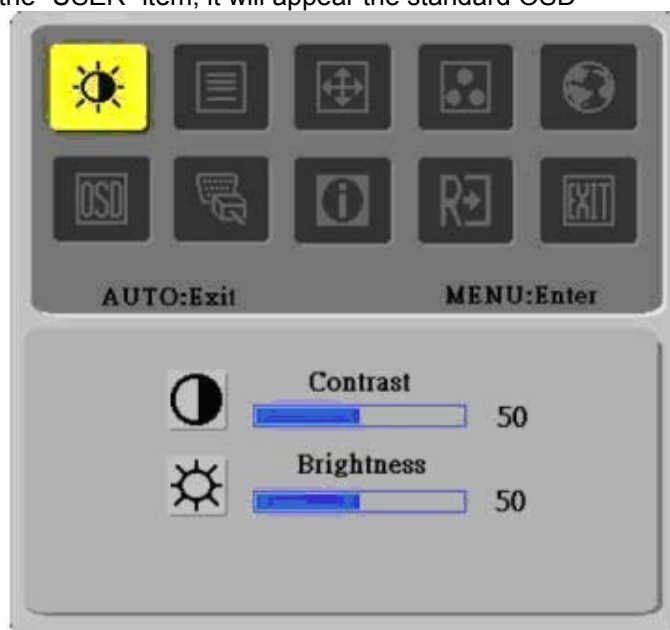 the "USER" item, it will appear the standard OSD
OSD
R
EXIT
AUTO:Exit
MENU:Enter
Contrast
50
Brightness
50